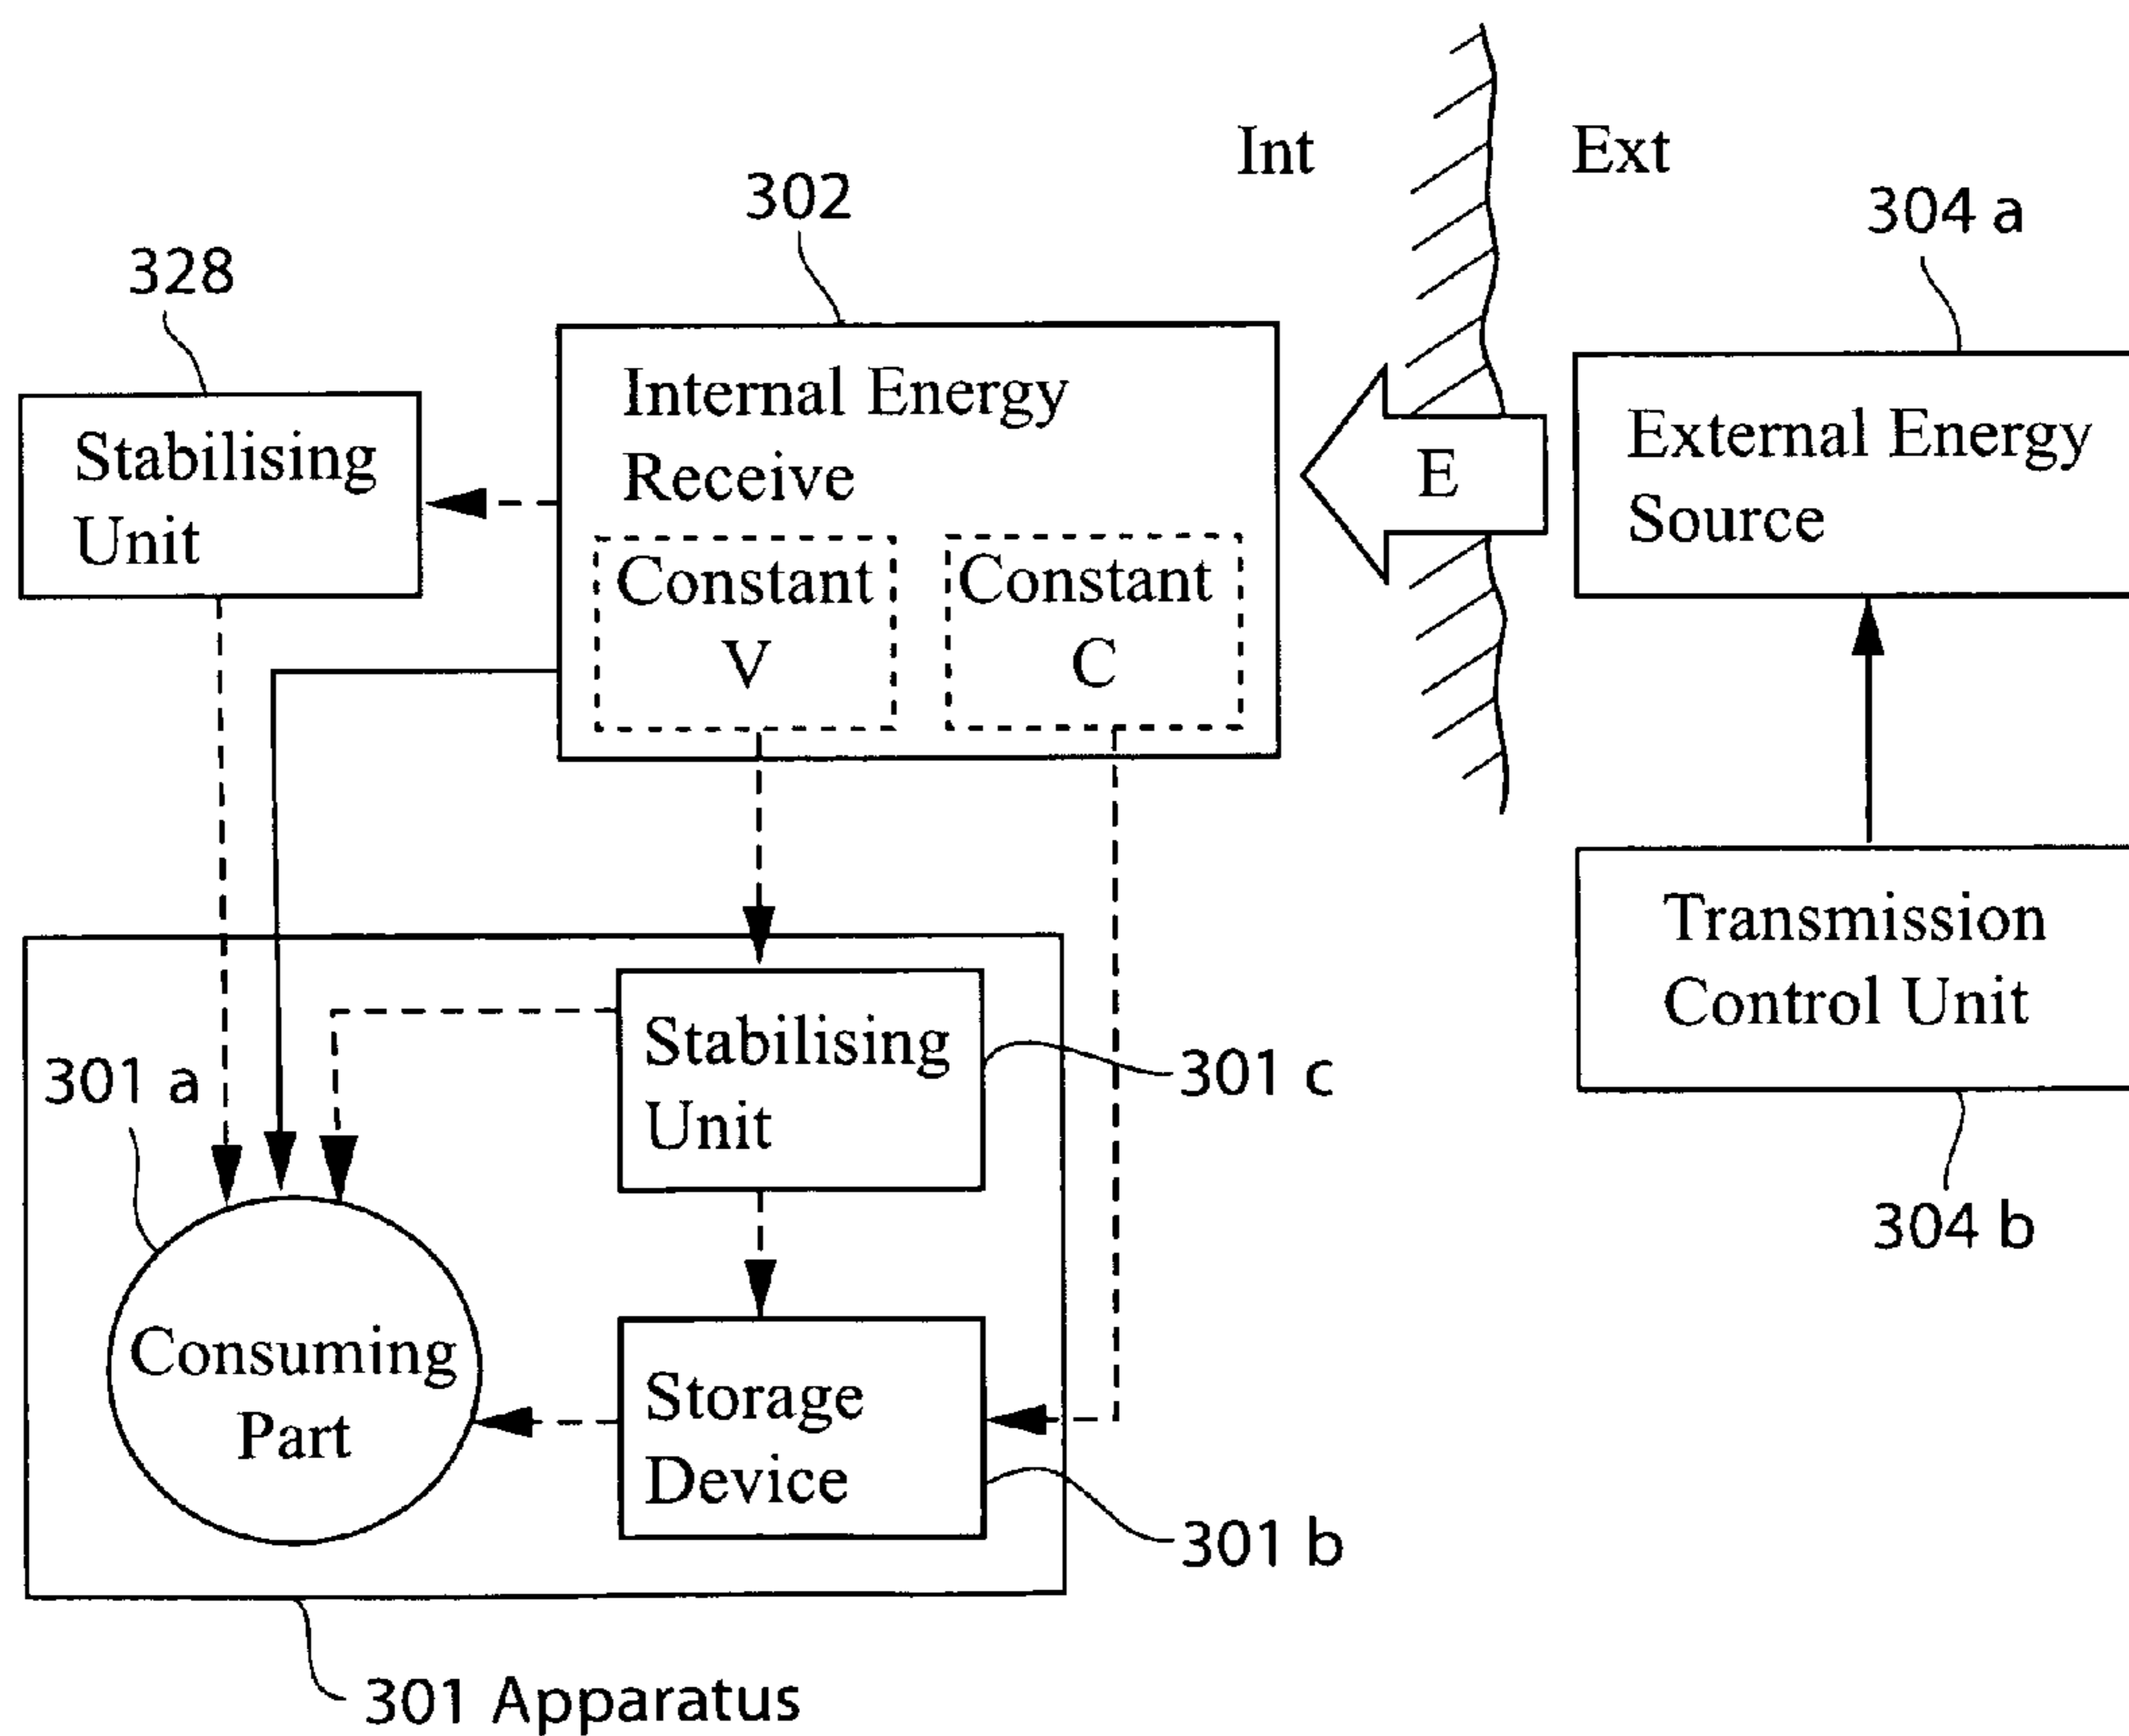 Int
Ext
302
304 a
328
Internal Energy
Receive
External Energy
Source
Stabilising
Unit
E
Constant
V
Constant
C
Transmission
Control Unit
Stabilising
Unit
301 a
301 c
304 b
Consuming
Part
Storage
Device
301 b
301 Apparatus